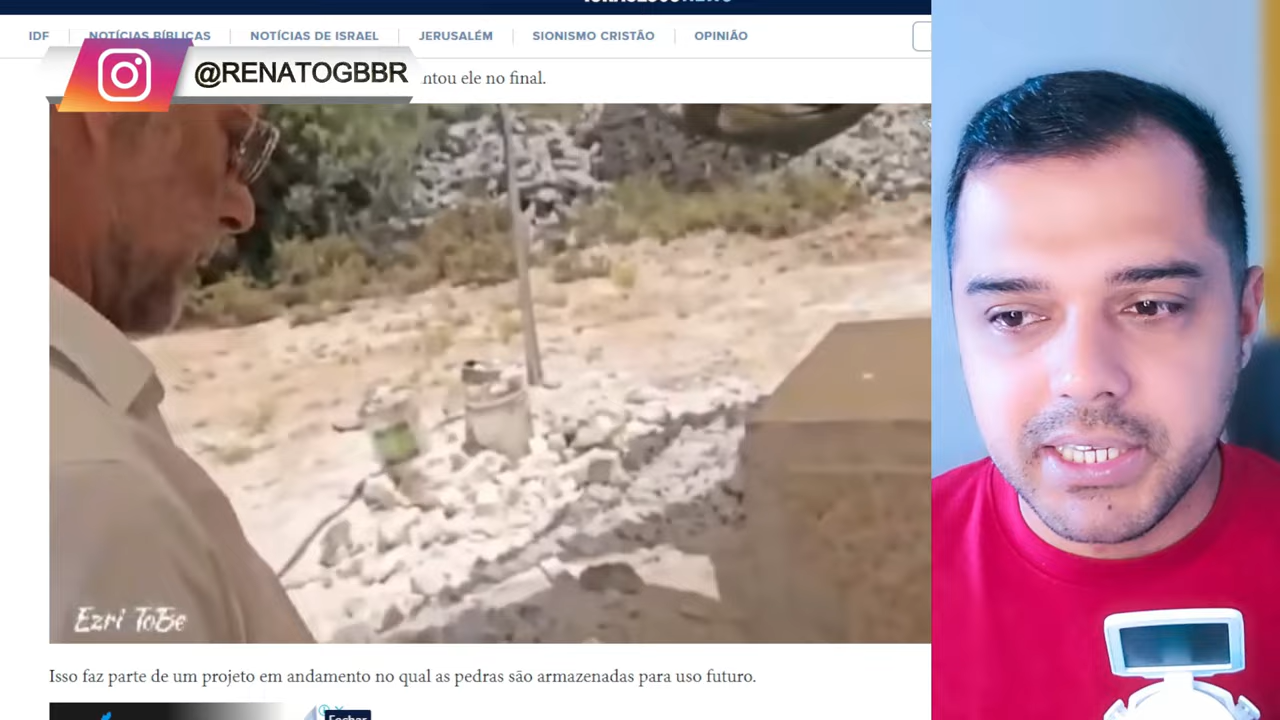 IDF
NOTÍCIAS BÍBLICAS
NOTÍCIAS DE ISRAEL
JERUSALÉM
SIONISMO CRISTÃO
OPINIÃO
@RENATOGBBR
ntou ele no final.
Ezri ToBe
Isso faz parte de um projeto em andamento no qual as pedras são armazenadas para uso futuro.
Fechar